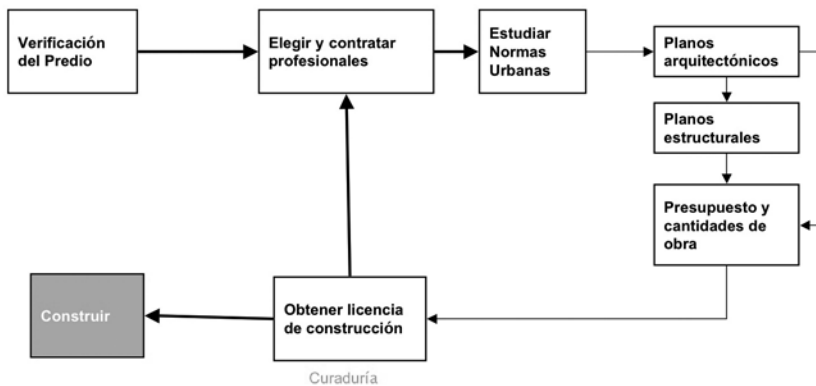 Verificación
del Predio
Elegir y contratar
profesionales
Estudiar
Normas
Urbanas
Planos
arquitectónicos
Planos
estructurales
Presupuesto y
cantidades de
obra
Obtener licencia
de construcción
Construir
Curaduría